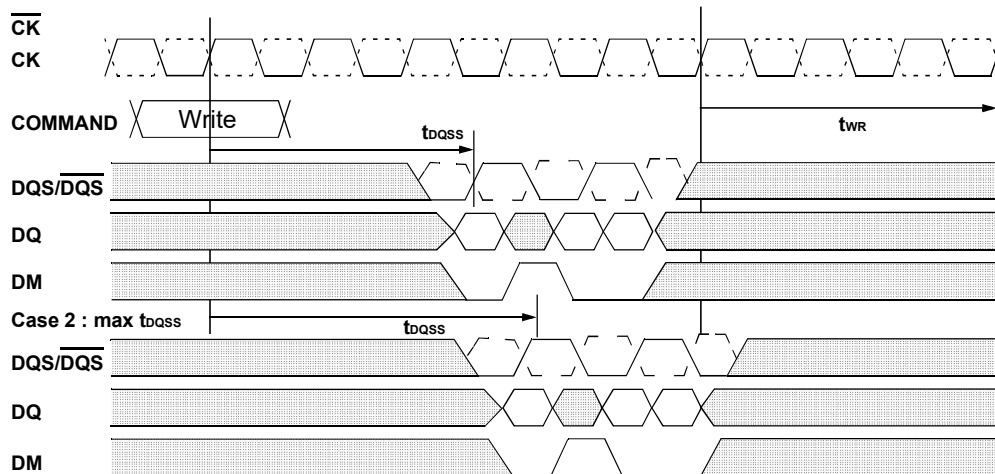 CK
CK
COMMAND Write tDQSS tWR
DQS/DQS
DQ
DM
Case 2 : max tDQSS tDQSS
DQS/DQS
DQ
DM